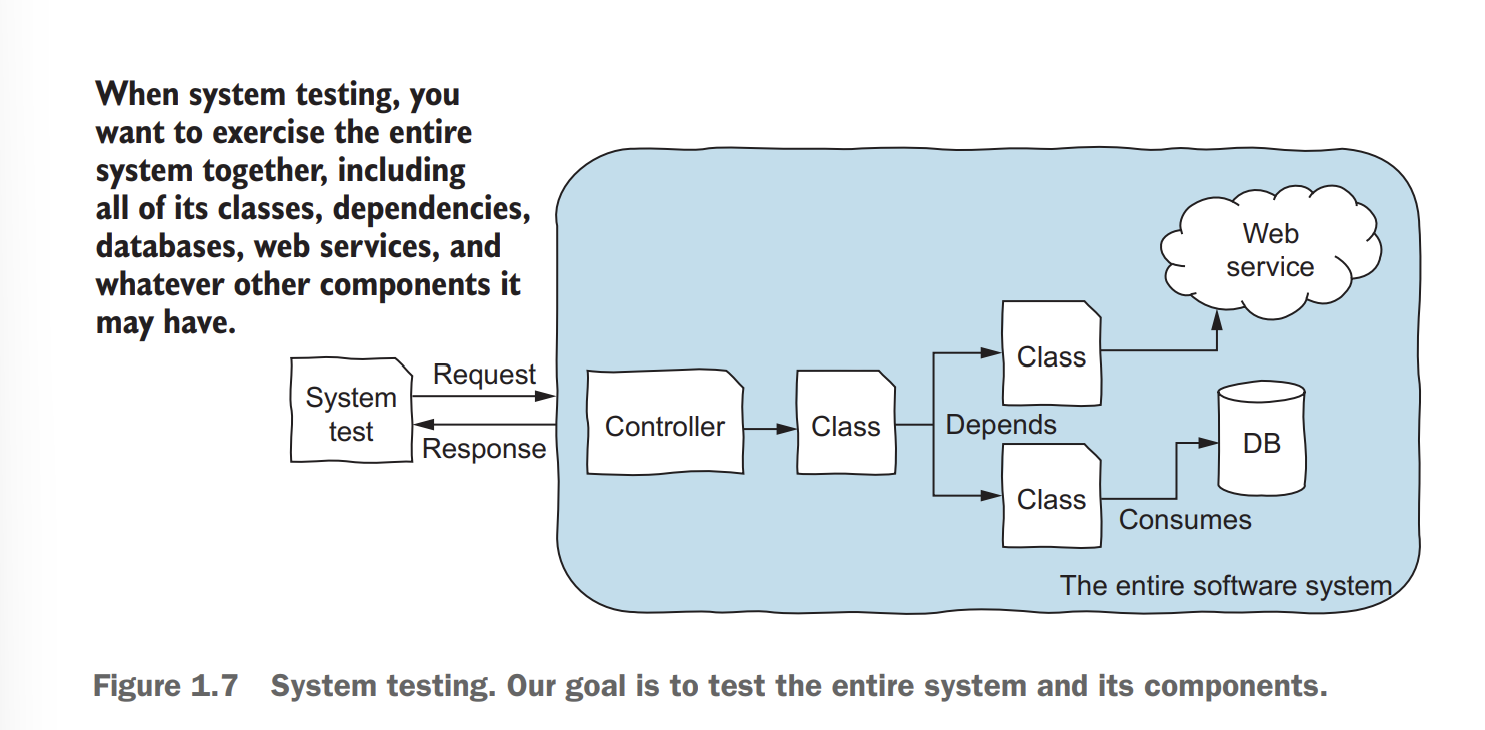 When system testing, you
want to exercise the entire
system together, including
all of its classes, dependencies,
databases, web services, and
whatever other components it
may have.
System
test
Request
Response
Controller
Class
Class
Depends
Class
Web
service
DB
Consumes
The entire software system
Figure 1.7 System testing. Our goal is to test the entire system and its components.